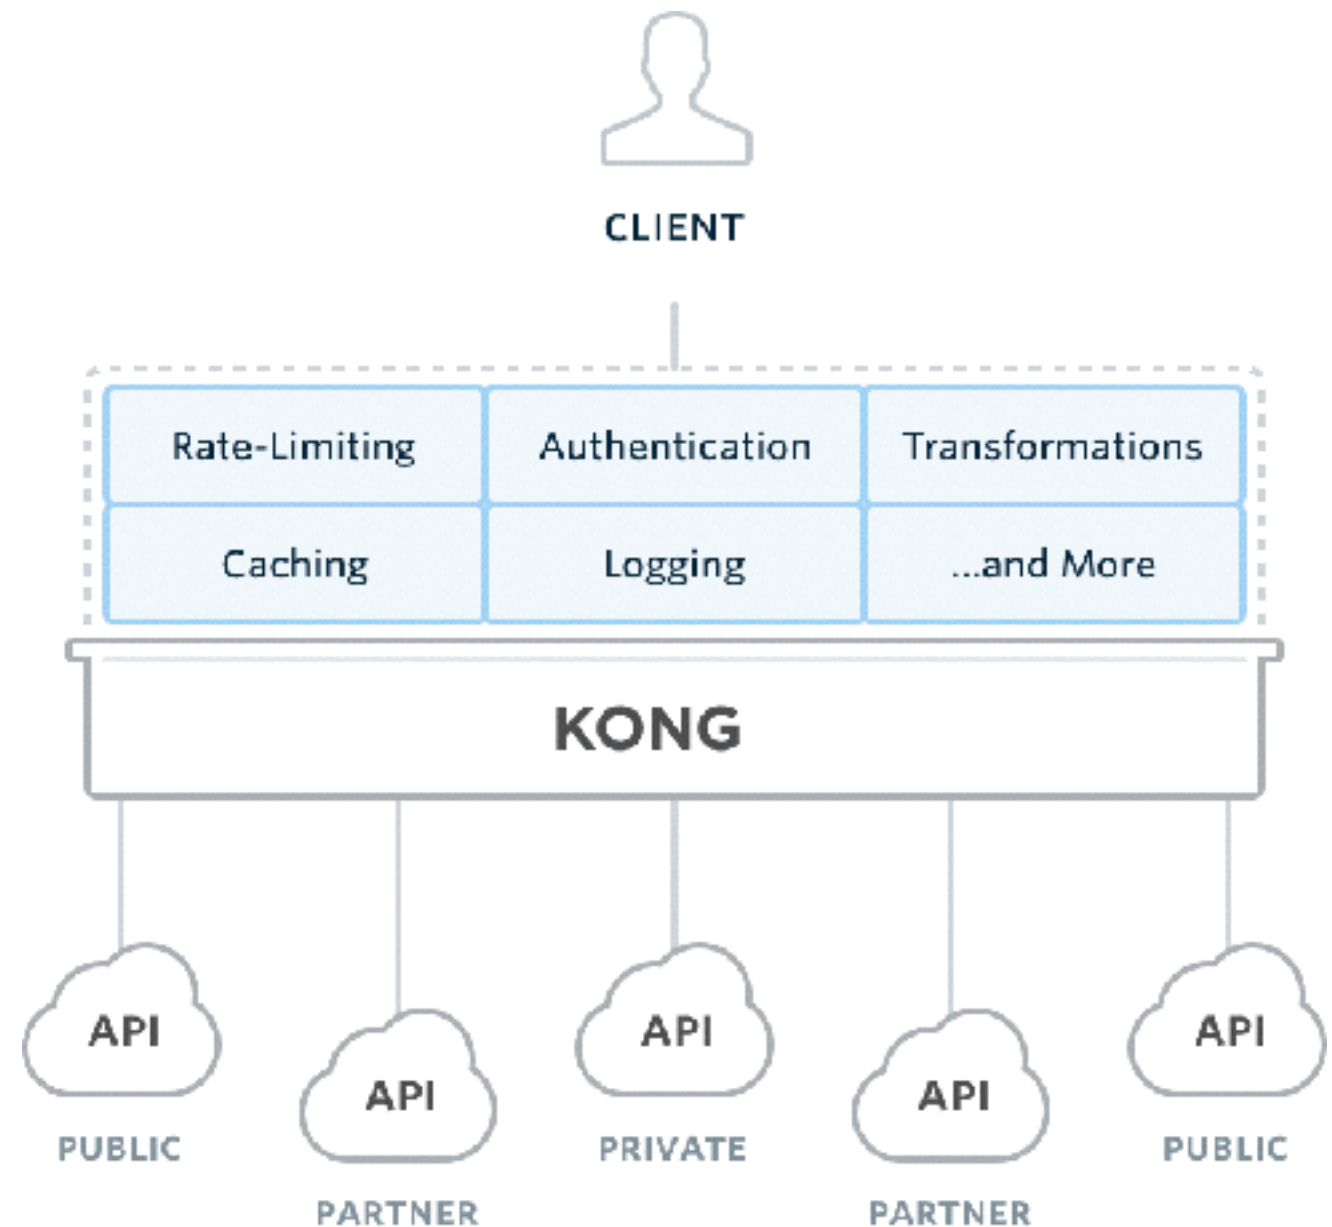 CLIENT
Rate-Limiting Authentication Transformations
Caching Logging ...and More
KONG
API API API API API
PUBLIC PRIVATE PUBLIC
PARTNER PARTNER